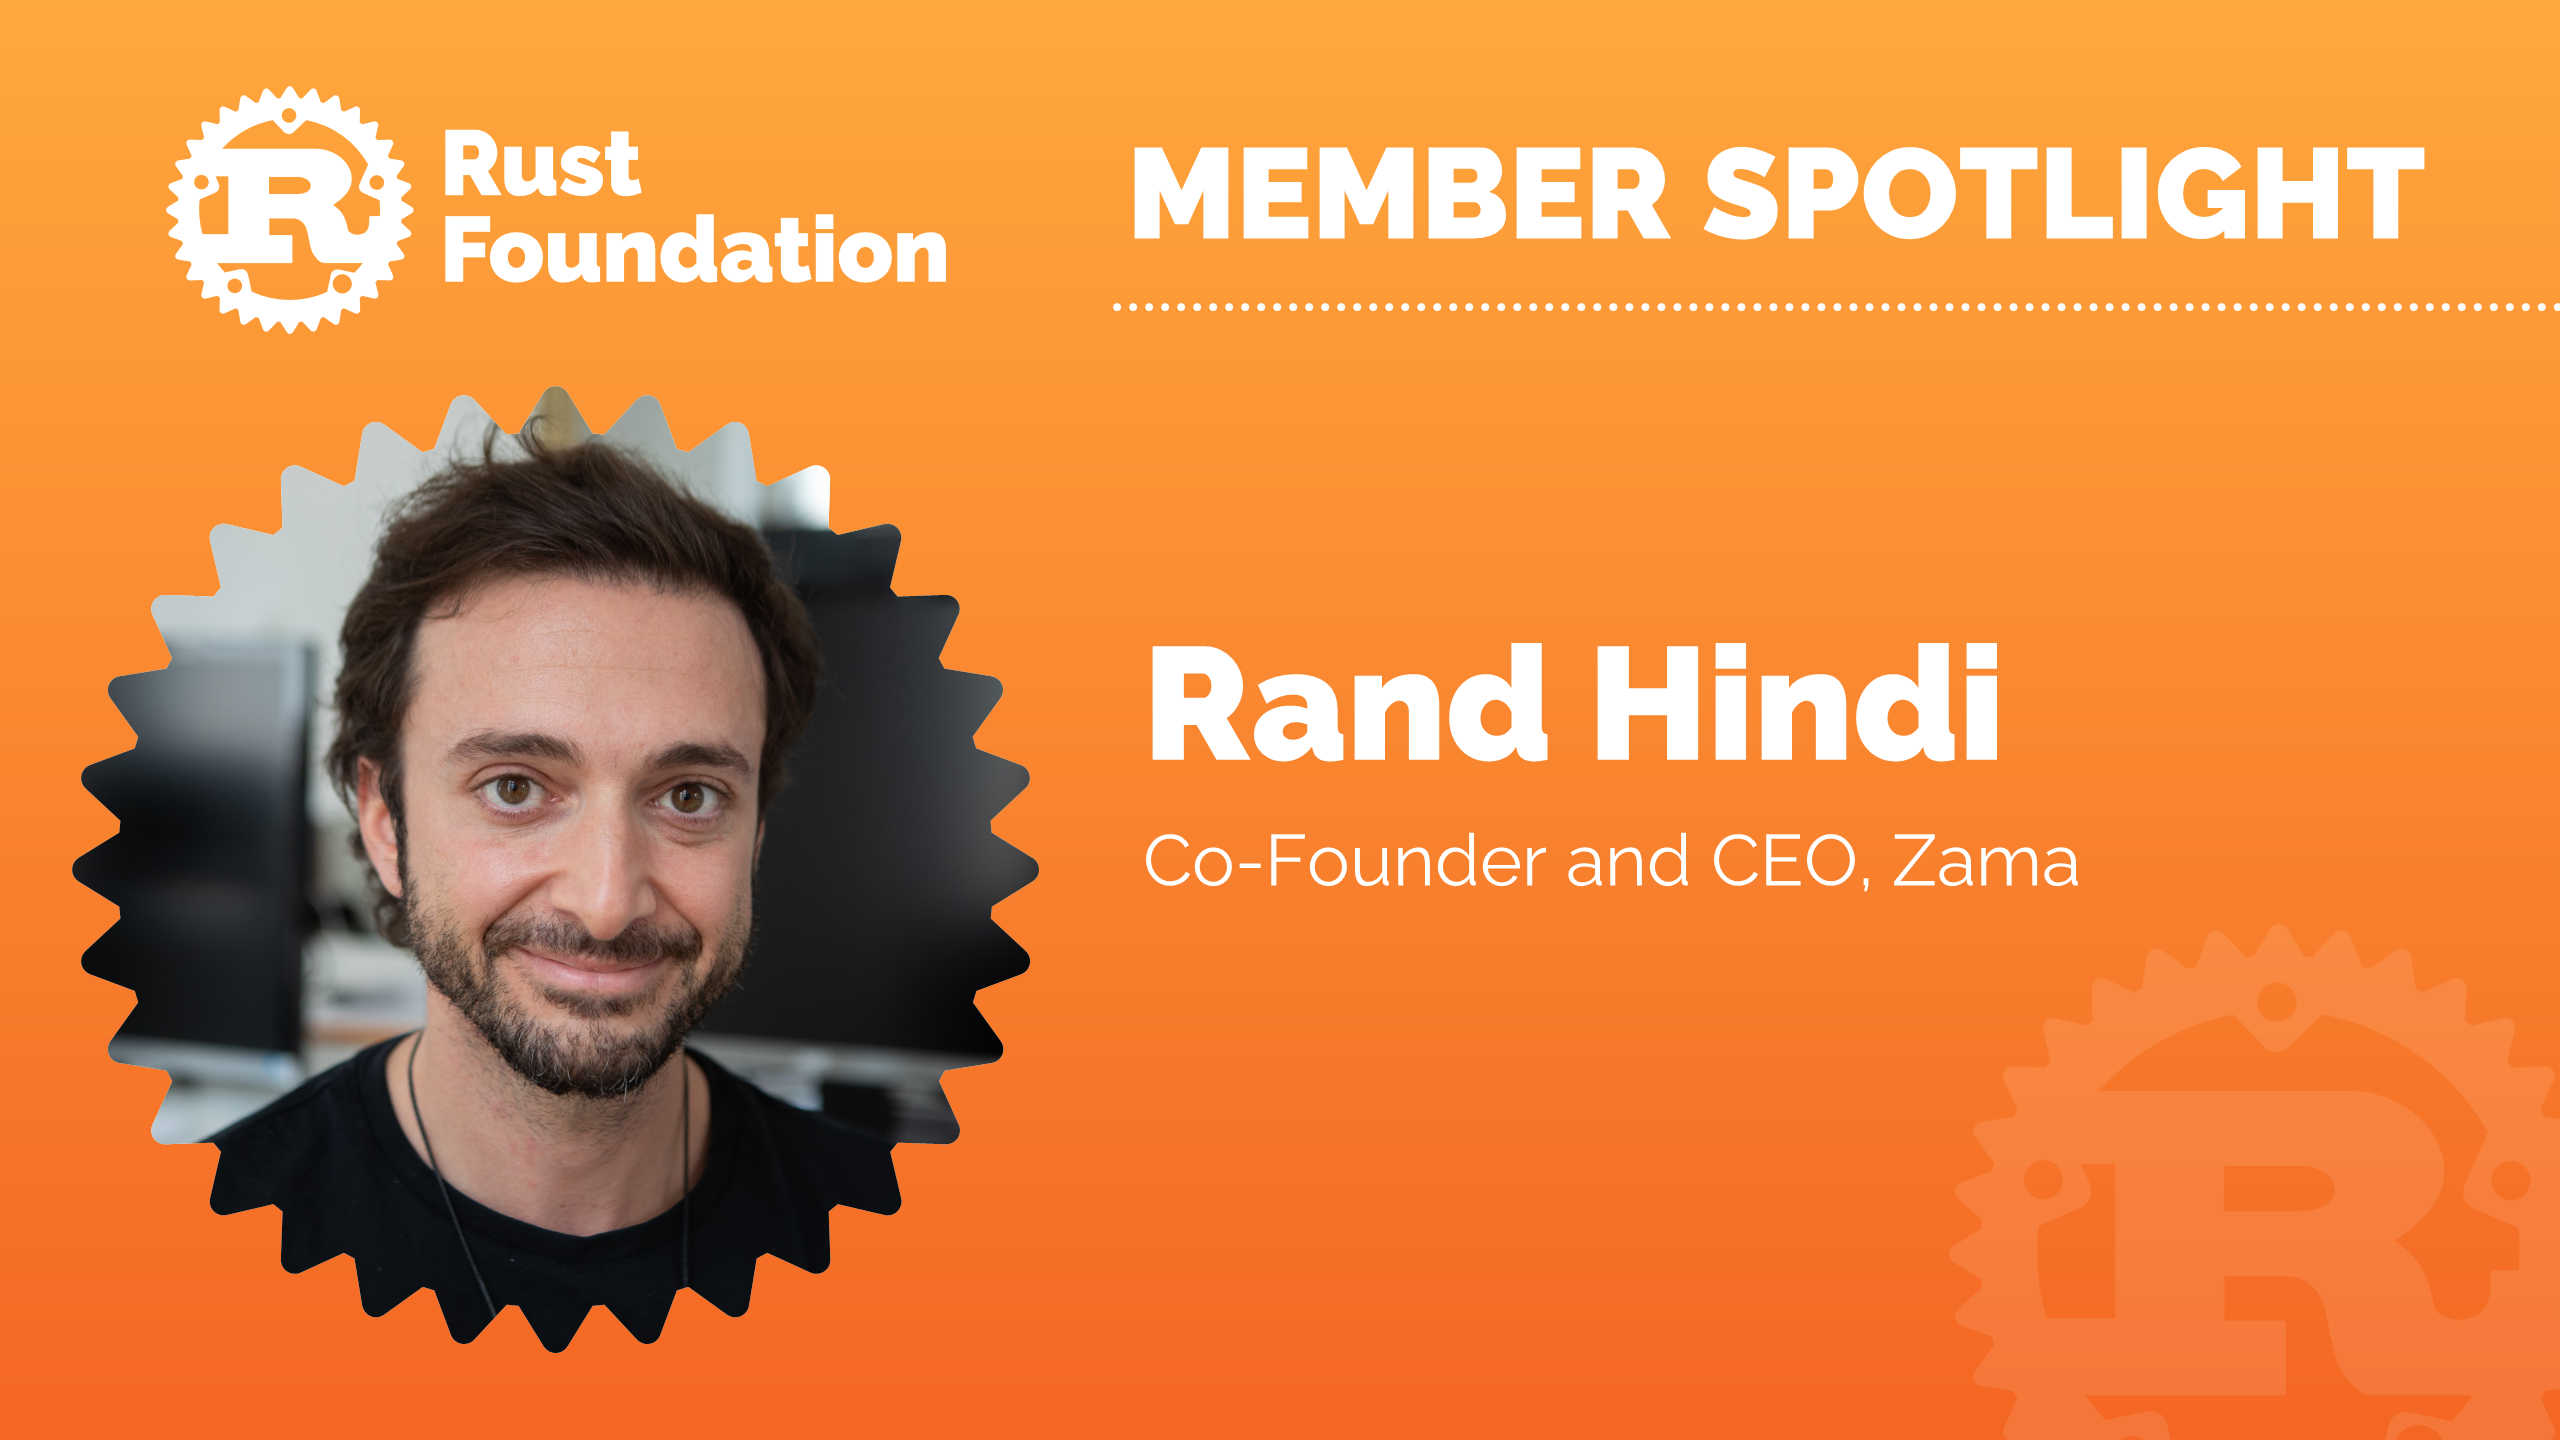 Rust
Foundation
MEMBER SPOTLIGHT
Rand Hindi
Co-Founder and CEO, Zama